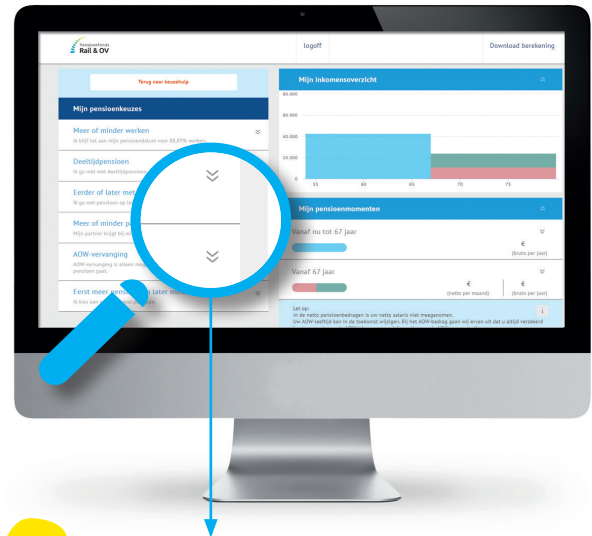 Pensioenfonds
Rail & OV
logoff
Download berekening
Terug naar keuzehulp
Mijn pensioenkeuzes
Meer of minder werken
Ik blijf tot aan mijn pensioendatum voor
werken.
Deeltijdpensioen
Ik ga niet met deeltijdpensioen
Eerder of later met
Ik ga met pensioen op
Meer of minder
Mijn partner krijgt bij
AOW-vervanging
AOW-vervanging is alleen
pensioen gaat.
Eerst meer
later
Ik kies een
Mijn inkomensoverzicht
80.000
60.000
40.000
20.000
0
55
60
65
70
75
Mijn pensioenmomenten
Vanaf nu tot 67 jaar
€
(bruto per jaar)
Vanaf 67 jaar
€
€
(netto per maand)
(bruto per jaar)
Let op:
i
In de netto pensioenbedragen is uw netto salaris niet meegenomen.
Uw AOW-leeftijd kan in de toekomst wijzigen. Bij het AOW-bedrag gaan wij ervan uit dat u altijd verzekerd